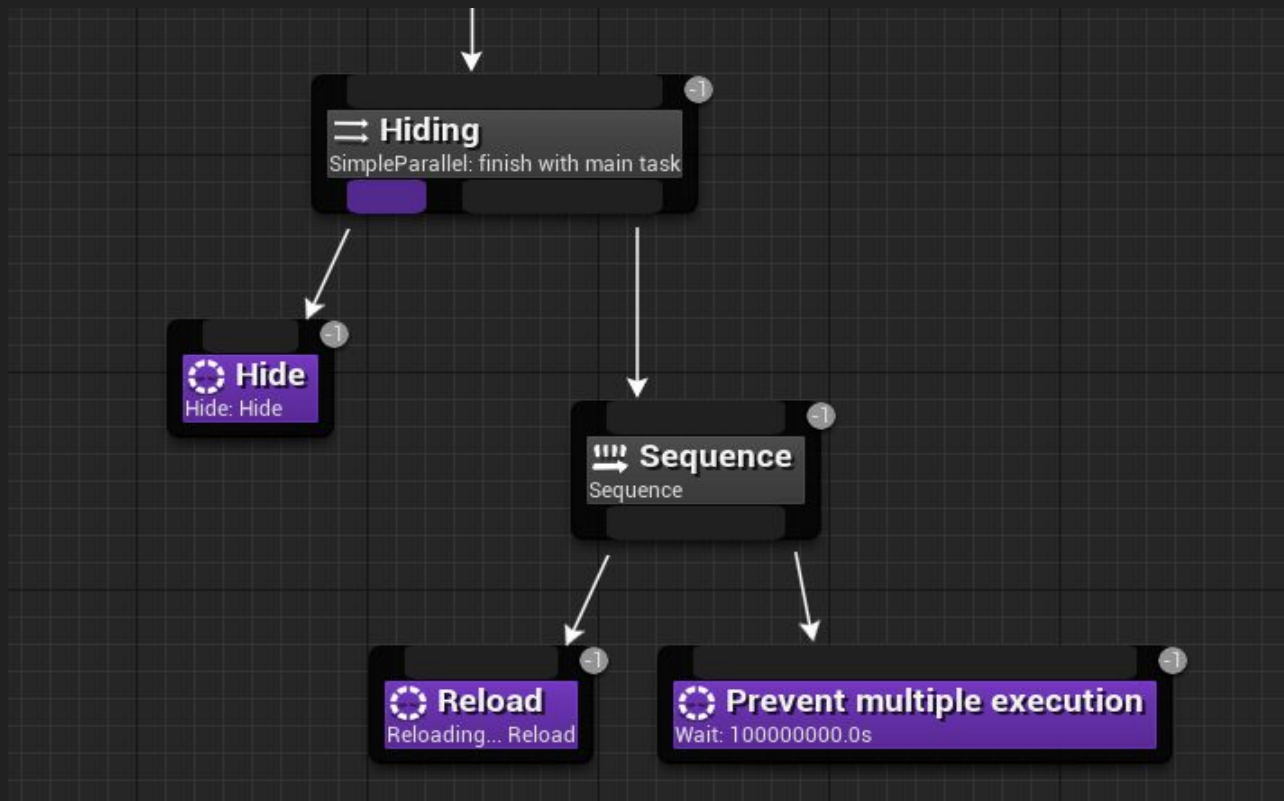 -1
Hiding
SimpleParallel: finish with main task
-1
Hide
Hide: Hide
-1
Sequence
Sequence
-1
Reload
Reloading... Reload
-1
Prevent multiple execution
Wait: 100000000.0s